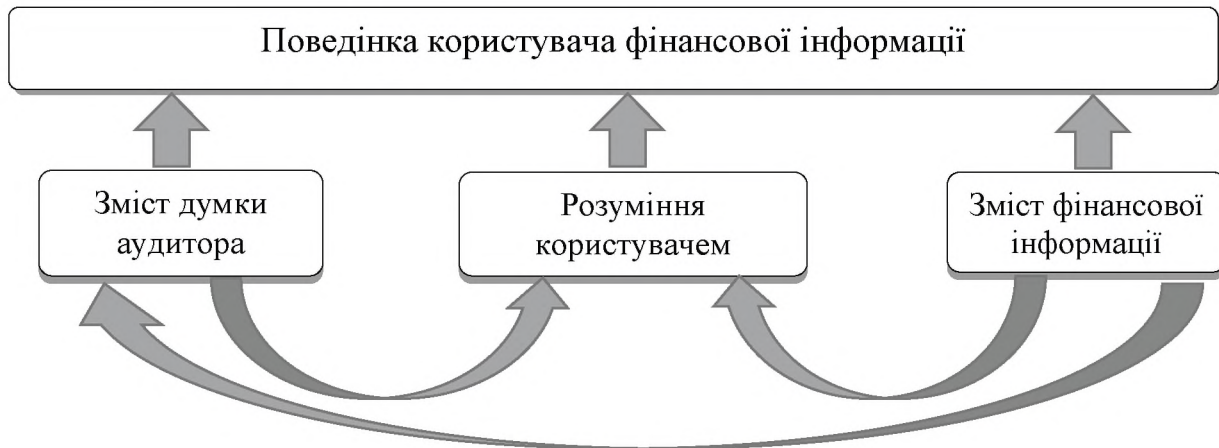 Поведінка користувача фінансової інформації
Зміст думки
аудитора
Розуміння
користувачем
Зміст фінансової
інформації